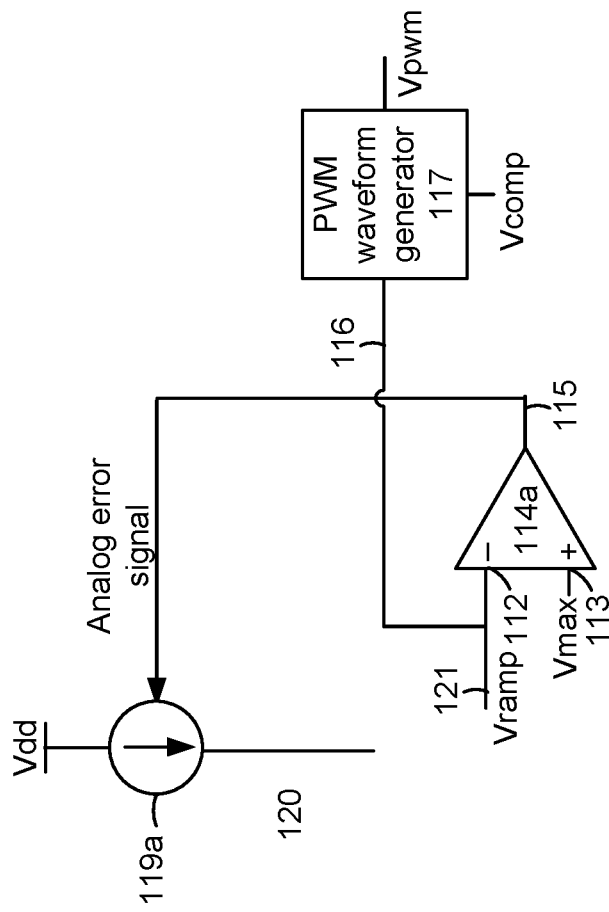 Vdd
119a
120
Analog error
signal
121
Vramp
112
Vmax
113
114a
−
+
115
116
PWM
waveform
generator
117
Vpwm
Vcomp